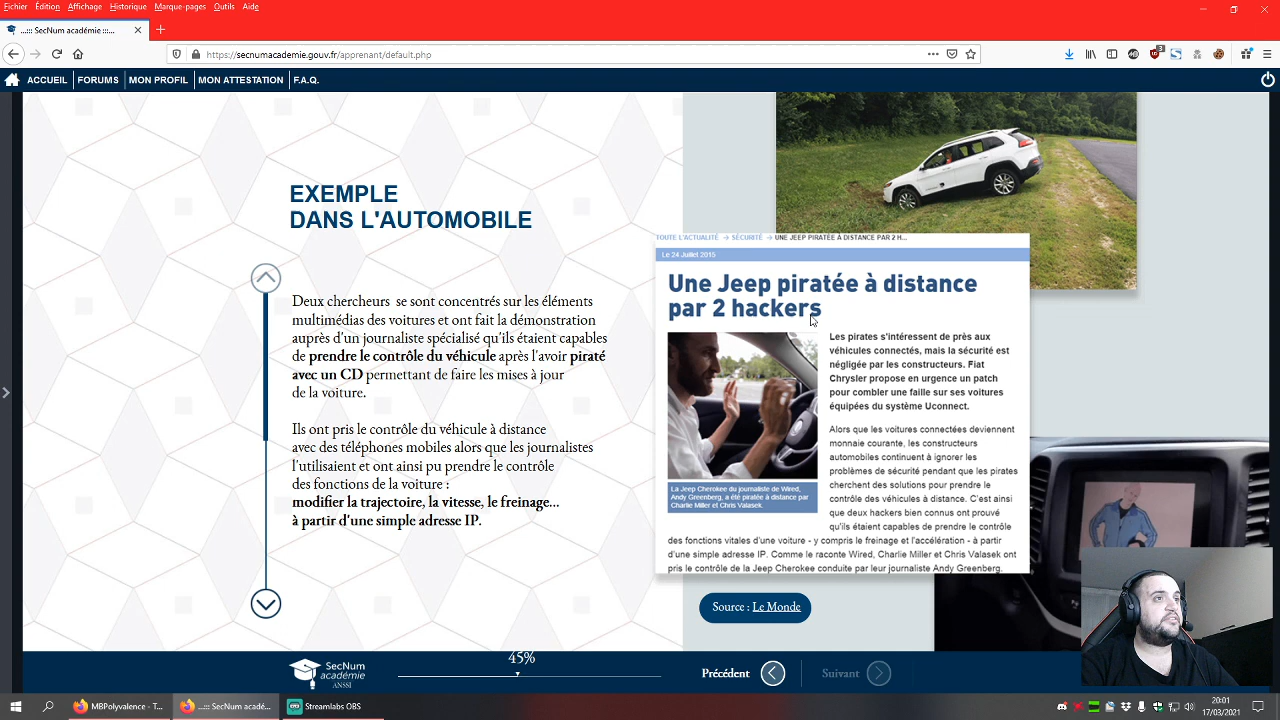 Fichier Édition Affichage Historique Marque-pages Outils Aide
..::: SecNum académie :::...
https://secnumacademie.gouv.fr/apprenant/default.php
ACCUEIL FORUMS MON PROFIL MON ATTESTATION F.A.Q.
EXEMPLE
DANS L'AUTOMOBILE
Deux chercheurs se sont concentrés sur les éléments
multimédias des voitures et ont fait la démonstration
auprès d'un journaliste spécialisé qu'ils étaient capables
de prendre le contrôle du véhicule après l'avoir piraté
avec un CD permettant de faire les mises à jour
de la voiture.
Ils ont pris le contrôle du véhicule à distance
avec des téléphones mobiles alors que les journalistes
l'utilisaient et ont ainsi pu prendre le contrôle
des fonctions de la voiture :
modifier la trajectoire, la vitesse, le freinage...
à partir d'une simple adresse IP.
TOUTE L'ACTUALITÉ → SÉCURITÉ → UNE JEEP PIRATÉE À DISTANCE PAR 2 H...
Le 24 Juillet 2015
Une Jeep piratée à distance
par 2 hackers
Les pirates s'intéressent de près aux
véhicules connectés, mais la sécurité est
négligée par les constructeurs. Fiat
Chrysler propose en urgence un patch
pour combler une faille sur ses voitures
équipées du système Uconnect.
La Jeep Cherokee du journaliste de Wired,
Andy Greenberg, a été piratée à distance par
Charlie Miller et Chris Valasek.
Alors que les voitures connectées deviennent
monnaie courante, les constructeurs
automobiles continuent à ignorer les
problèmes de sécurité pendant que les pirates
cherchent des solutions pour prendre le
contrôle des véhicules à distance. C'est ainsi
que deux hackers bien connus ont prouvé
qu'ils étaient capables de prendre le contrôle
des fonctions vitales d'une voiture - y compris le freinage et l'accélération - à partir
d'une simple adresse IP. Comme le raconte Wired, Charlie Miller et Chris Valasek ont
pris le contrôle de la Jeep Cherokee conduite par leur journaliste Andy Greenberg.
Source : Le Monde
SecNum
académie
ANSSI
45%
Précédent
Suivant
MBPolyvalence - T...
..::: SecNum acadé...
Streamlabs OBS
20:01
17/03/2021